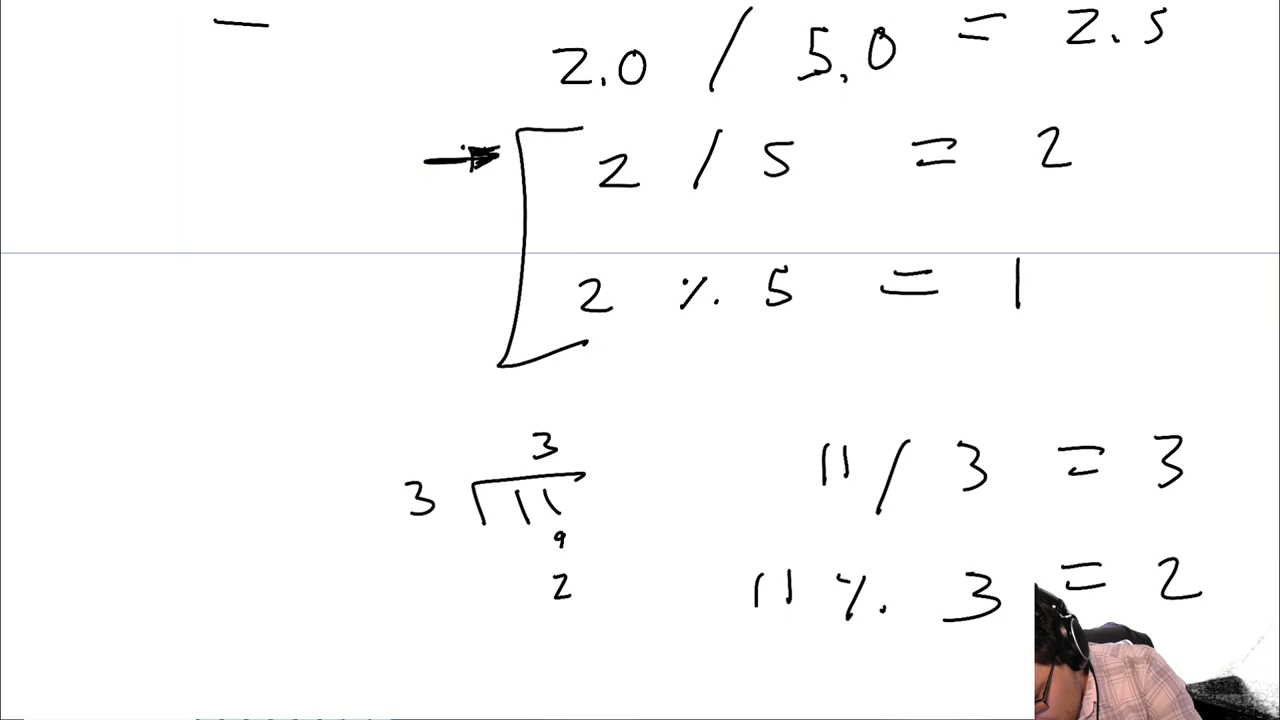 2.0 / 5.0 = 2.5
2 / 5 = 2
2 % 5 = 1
3
3 11
9
2
11 / 3 = 3
11 % 3 = 2